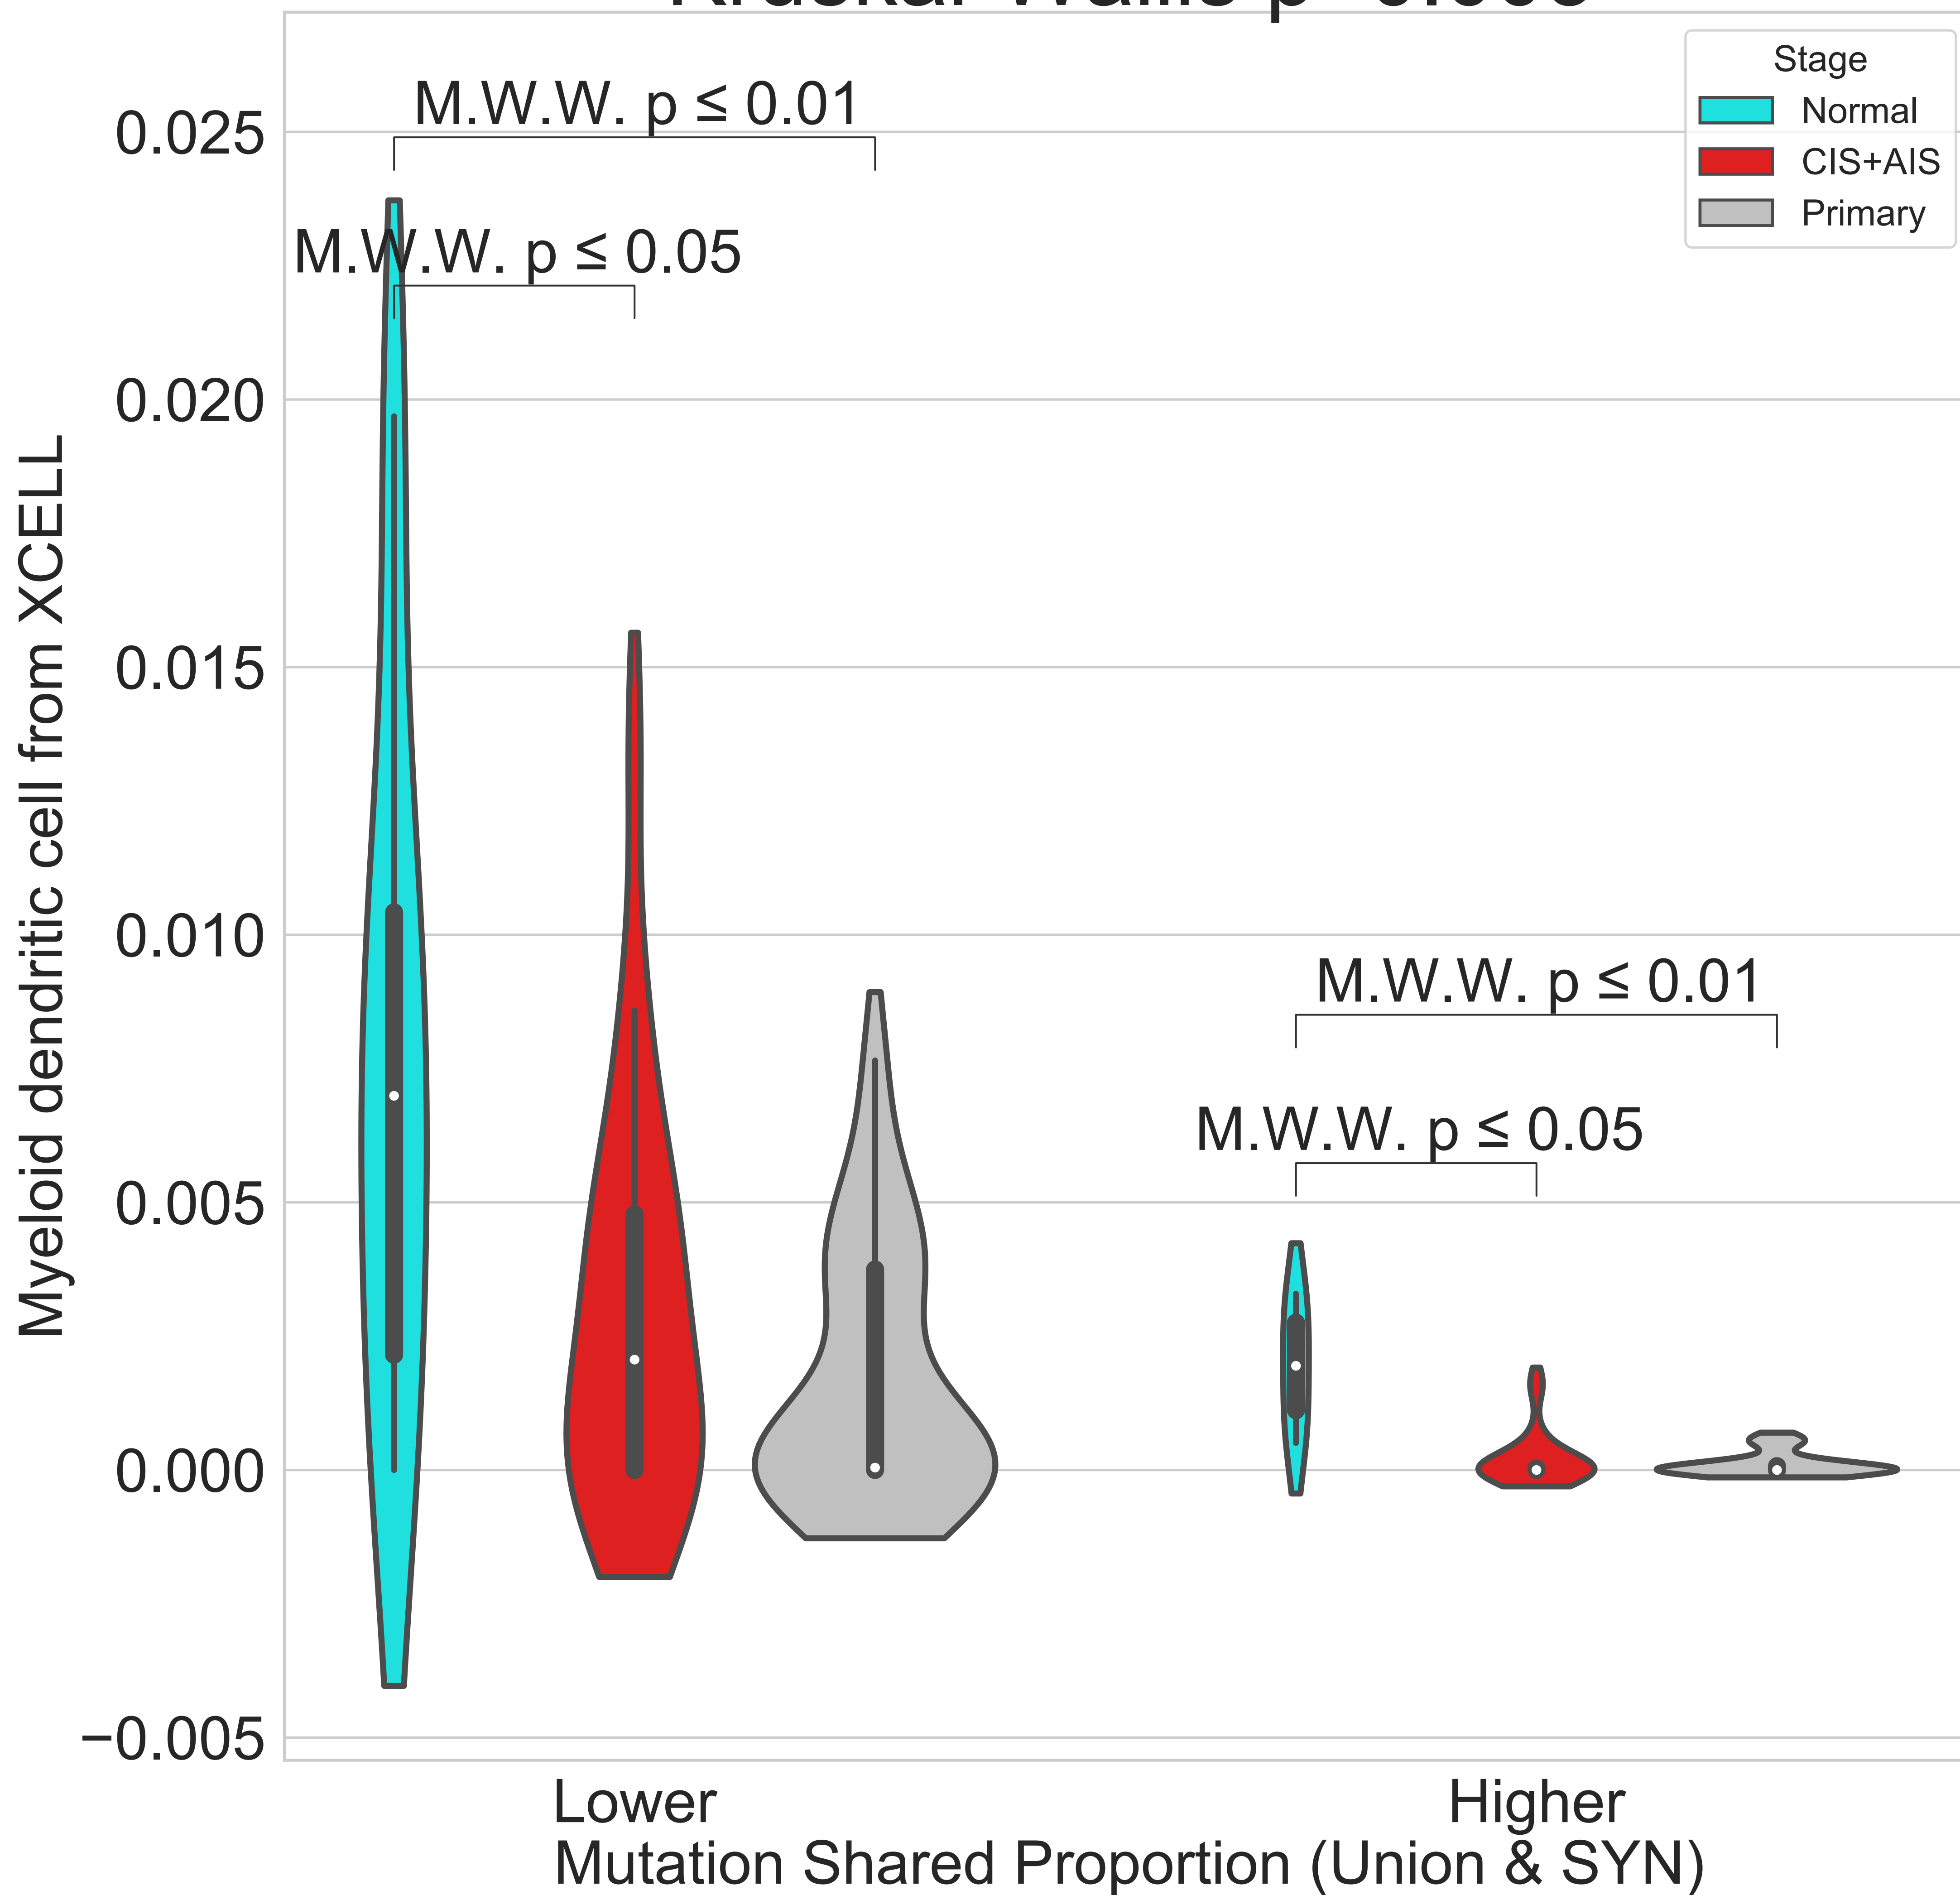 Stage
Normal
CIS+AIS
Primary
M.W.W. p ≤ 0.01
M.W.W. p ≤ 0.05
M.W.W. p ≤ 0.01
M.W.W. p ≤ 0.05
0.025
0.020
0.015
0.010
0.005
0.000
−0.005
Myeloid dendritic cell from XCELL
Lower
Higher
Mutation Shared Proportion (Union & SYN)